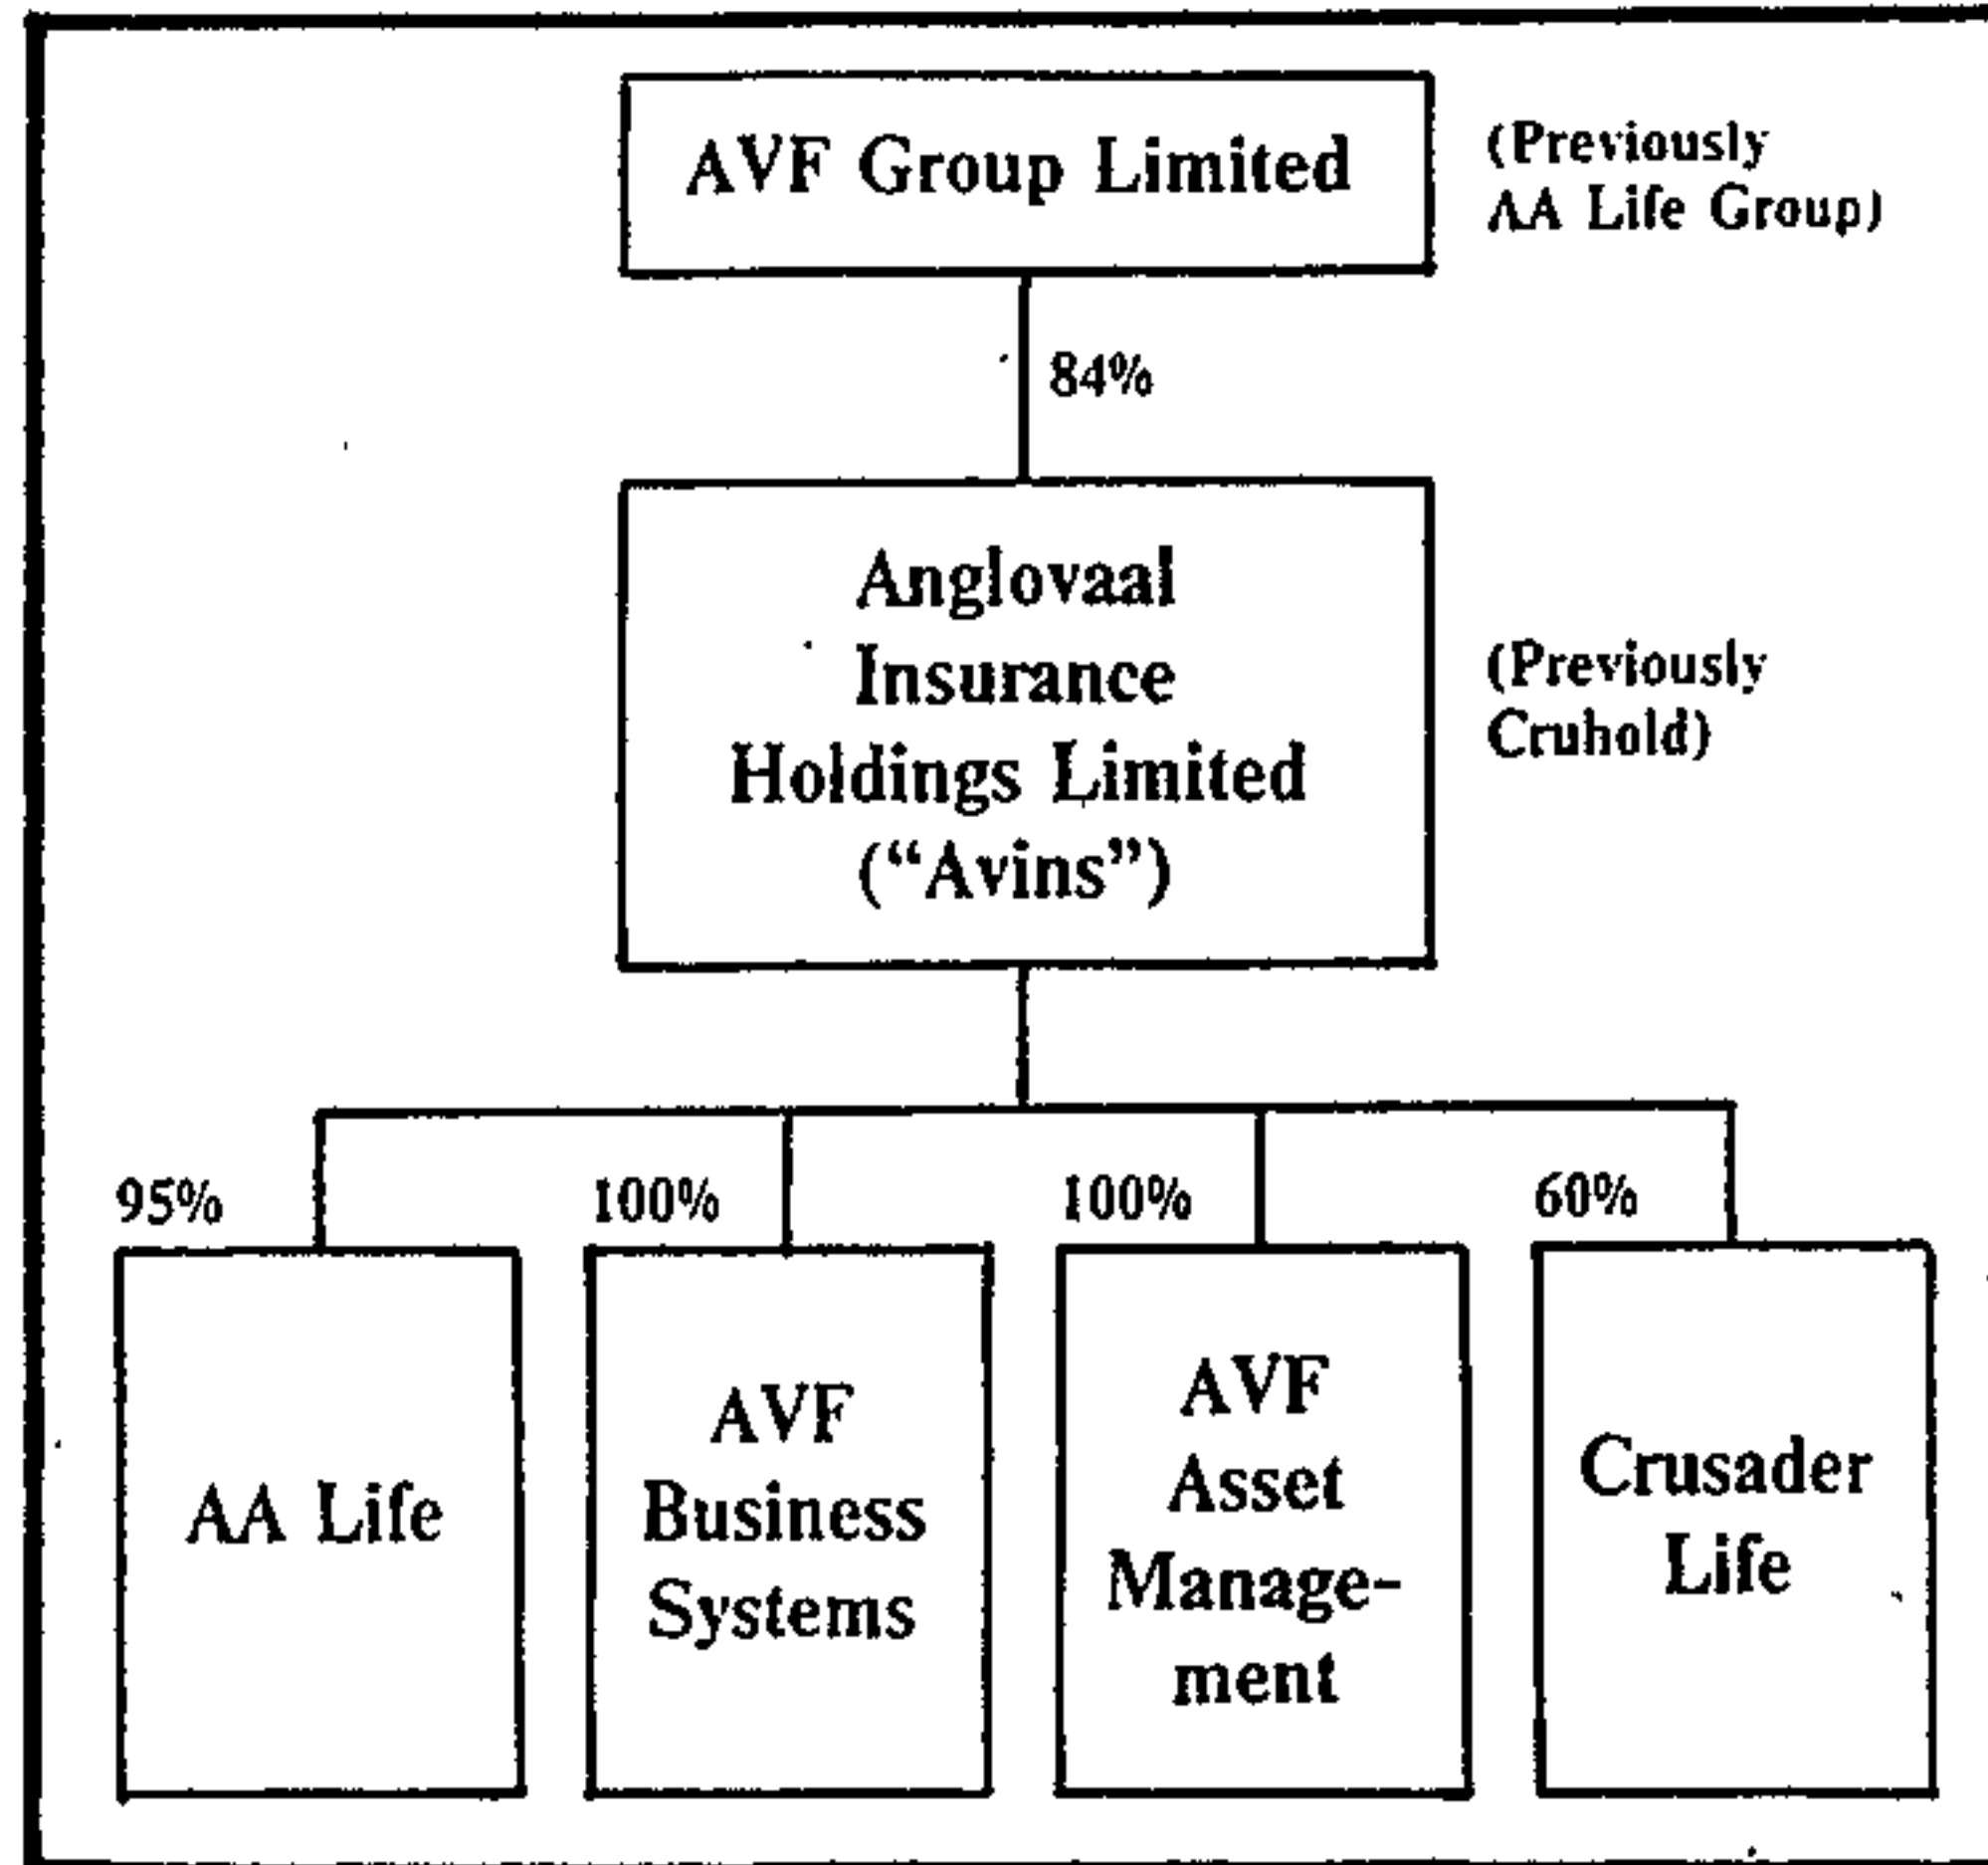 AVF Group Limited
(Previously
AA Life Group)
84%
Anglovaal
Insurance
Holdings Limited
(“Avins”)
(Previously
Cruhold)
95%
100%
100%
60%
AA Life
AVF
Business
Systems
AVF
Asset
Manage-
ment
Crusader
Life